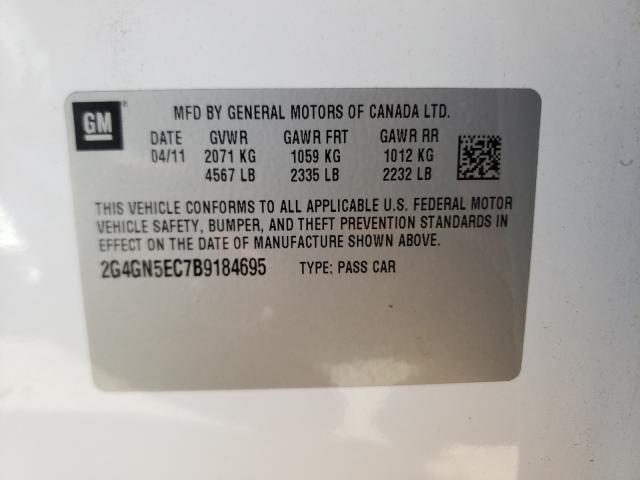 GM
MFD BY GENERAL MOTORS OF CANADA LTD.
DATE GVWR GAWR FRT GAWR RR
04/11 2071 KG 1059 KG 1012 KG
4567 LB 2335 LB 2232 LB
THIS VEHICLE CONFORMS TO ALL APPLICABLE U.S. FEDERAL MOTOR
VEHICLE SAFETY, BUMPER, AND THEFT PREVENTION STANDARDS IN
EFFECT ON THE DATE OF MANUFACTURE SHOWN ABOVE.
2G4GN5EC7B9184695 TYPE: PASS CAR